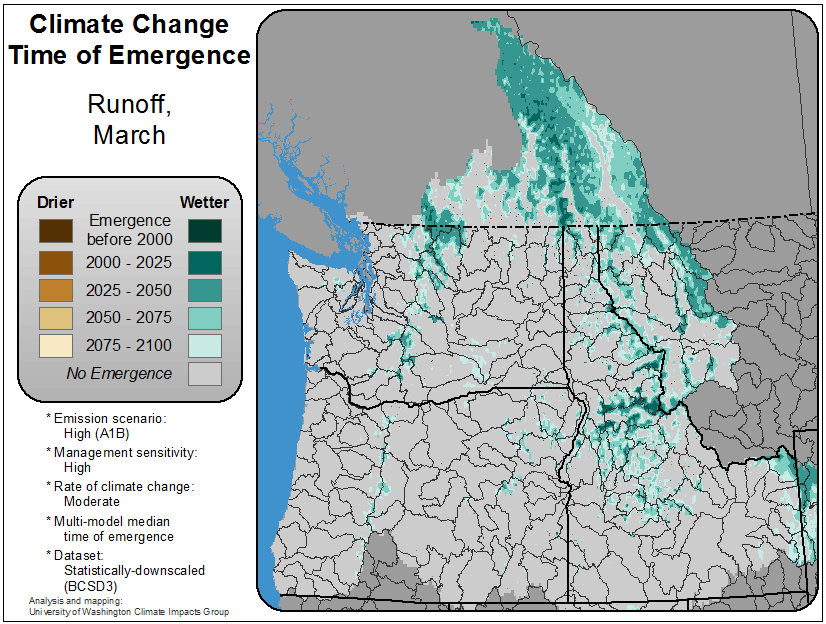 Climate Change
Time of Emergence
Runoff,
March
Drier Wetter
Emergence
before 2000
2000 - 2025
2025 - 2050
2050 - 2075
2075 - 2100
No Emergence
* Emission scenario:
High (A1B)
* Management sensitivity:
High
* Rate of climate change:
Moderate
* Multi-model median
time of emergence
* Dataset:
Statistically-downscaled
(BCSD3)
Analysis and mapping:
University of Washington Climate Impacts Group